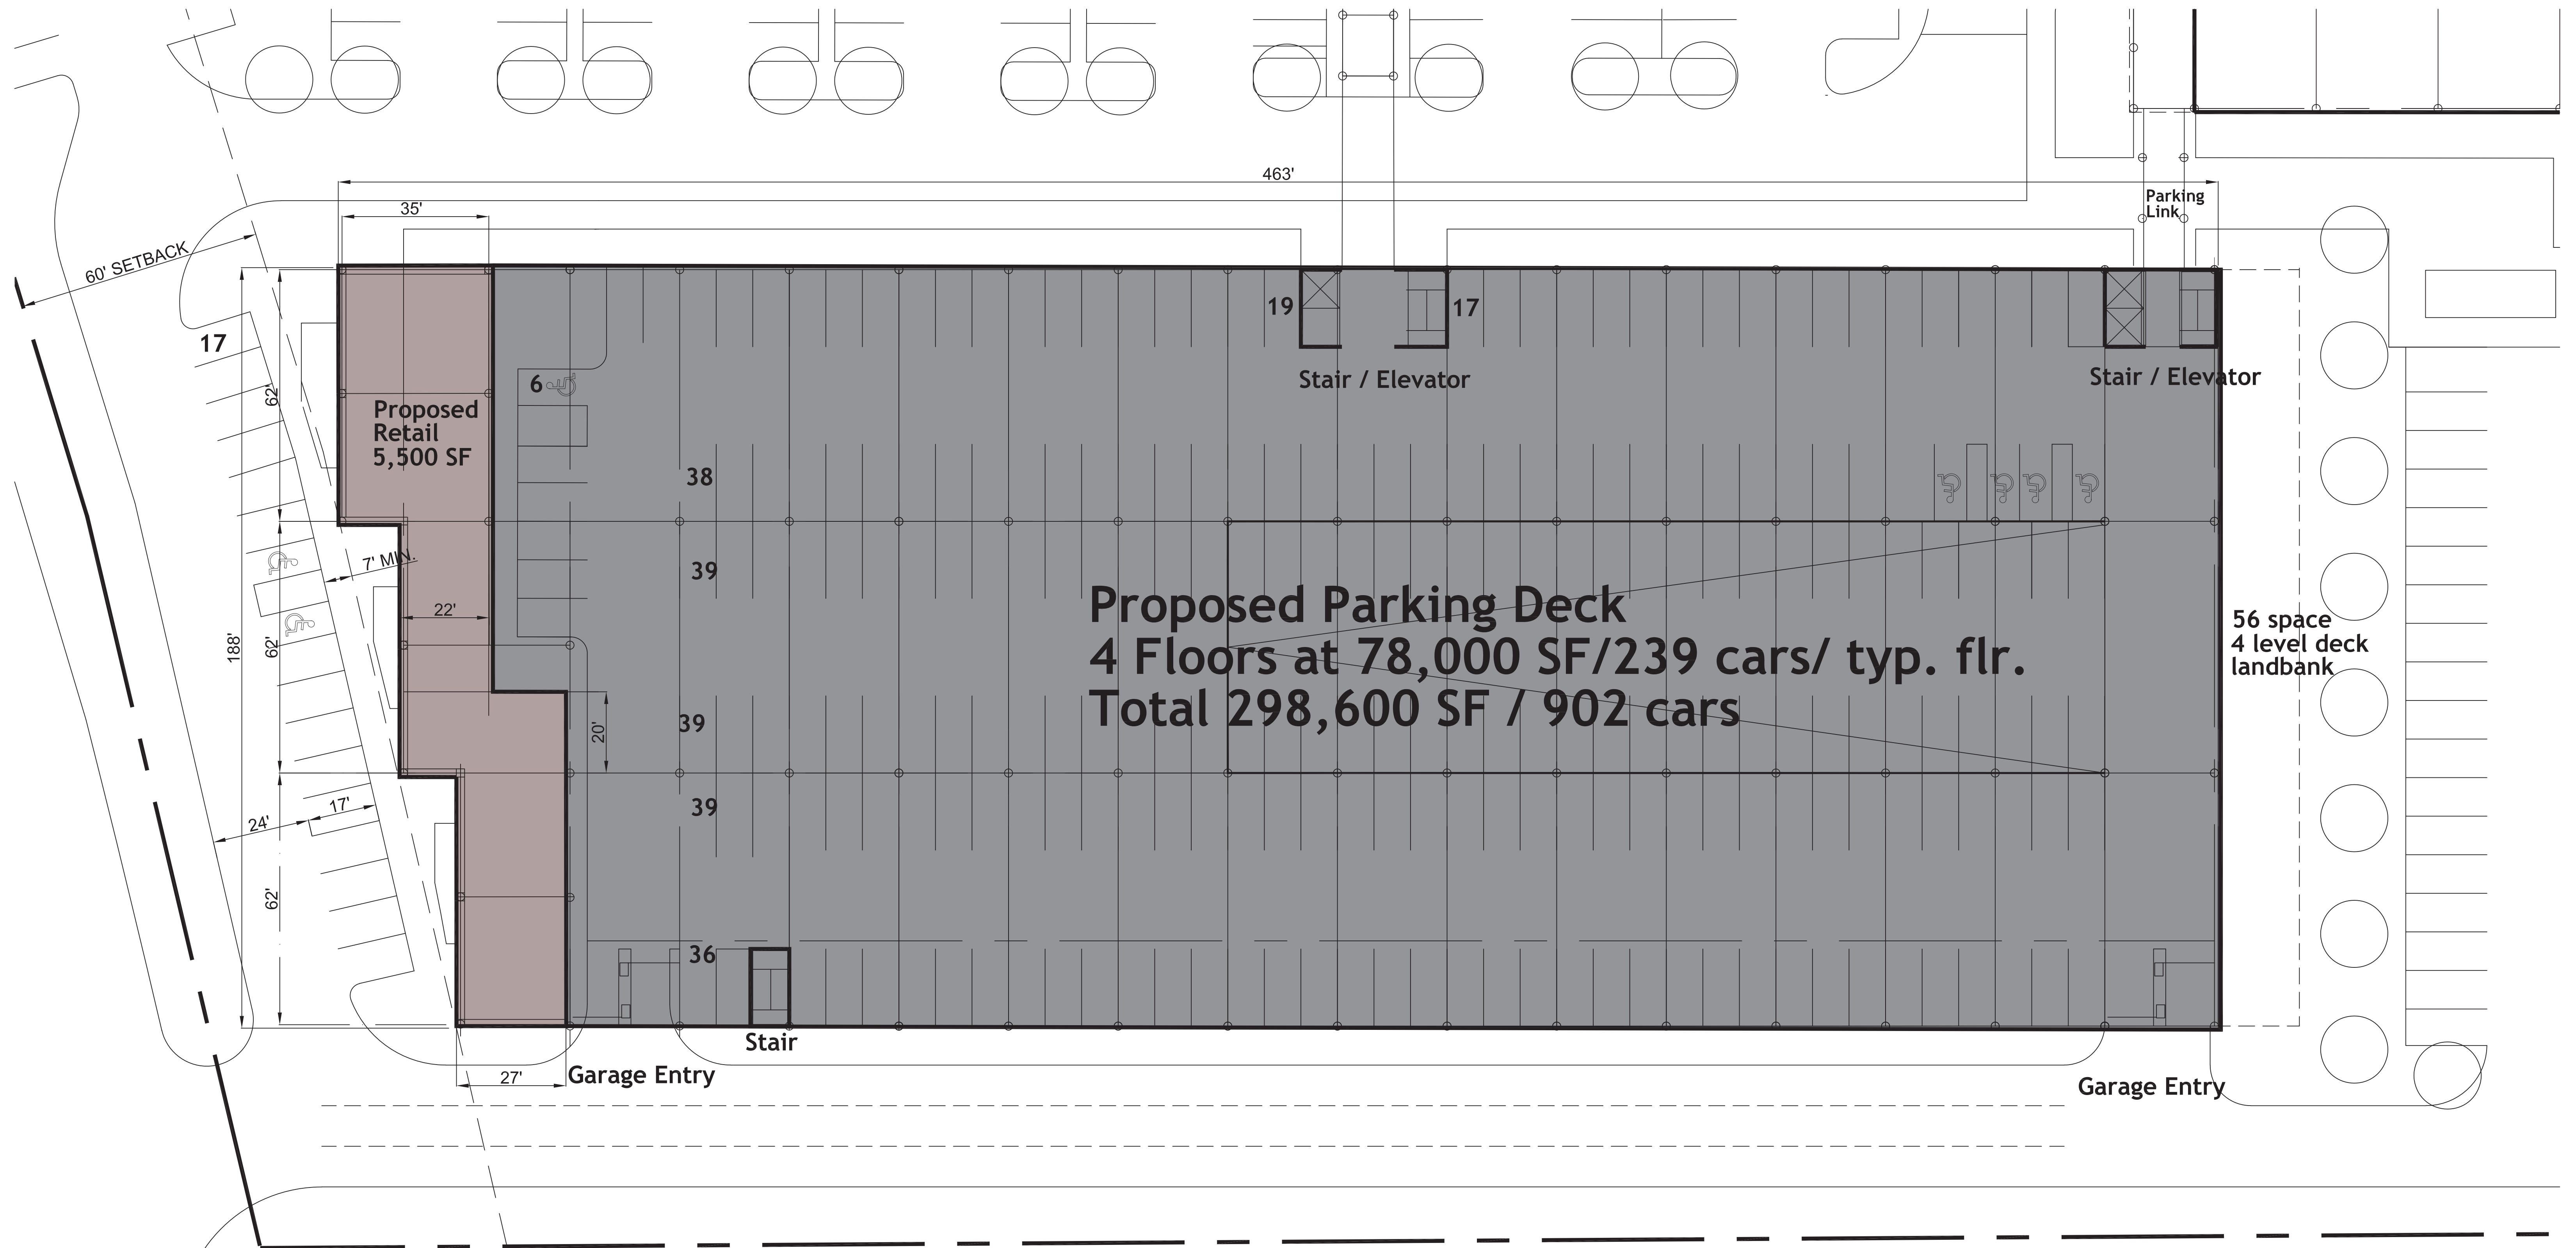 463'
Parking
Link
35'
60' SETBACK
17
19
17
62'
6
Stair / Elevator
Stair / Elevator
Proposed
Retail
5,500 SF
38
7' MIN.
39
22'
188'
62'
Proposed Parking Deck
4 Floors at 78,000 SF/239 cars/ typ. flr.
Total 298,600 SF / 902 cars
56 space
4 level deck
landbank
39
20'
39
17'
24'
62'
36
Stair
27'
Garage Entry
Garage Entry